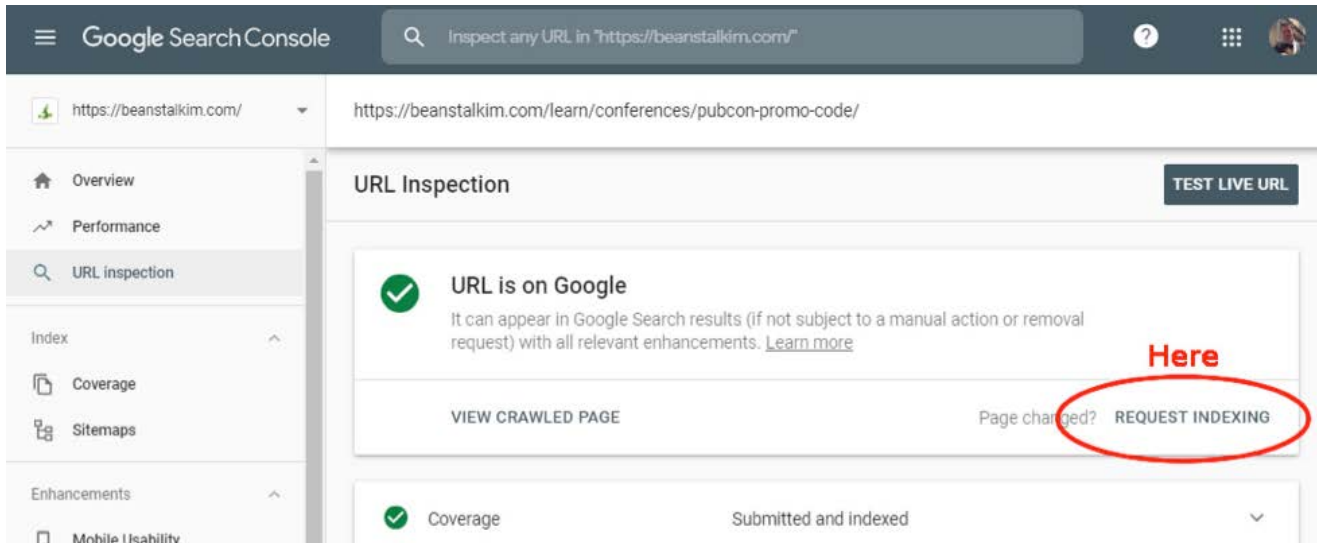 Google Search Console
Inspect any URL in "https://beanstalkim.com/"
https://beanstalkim.com/
https://beanstalkim.com/learn/conferences/pubcon-promo-code/
Overview
Performance
URL inspection
Index
Coverage
Sitemaps
Enhancements
Mobile Usability
URL Inspection
TEST LIVE URL
URL is on Google
It can appear in Google Search results (if not subject to a manual action or removal
request) with all relevant enhancements. Learn more
Here
VIEW CRAWLED PAGE
Page changed? REQUEST INDEXING
Coverage
Submitted and indexed